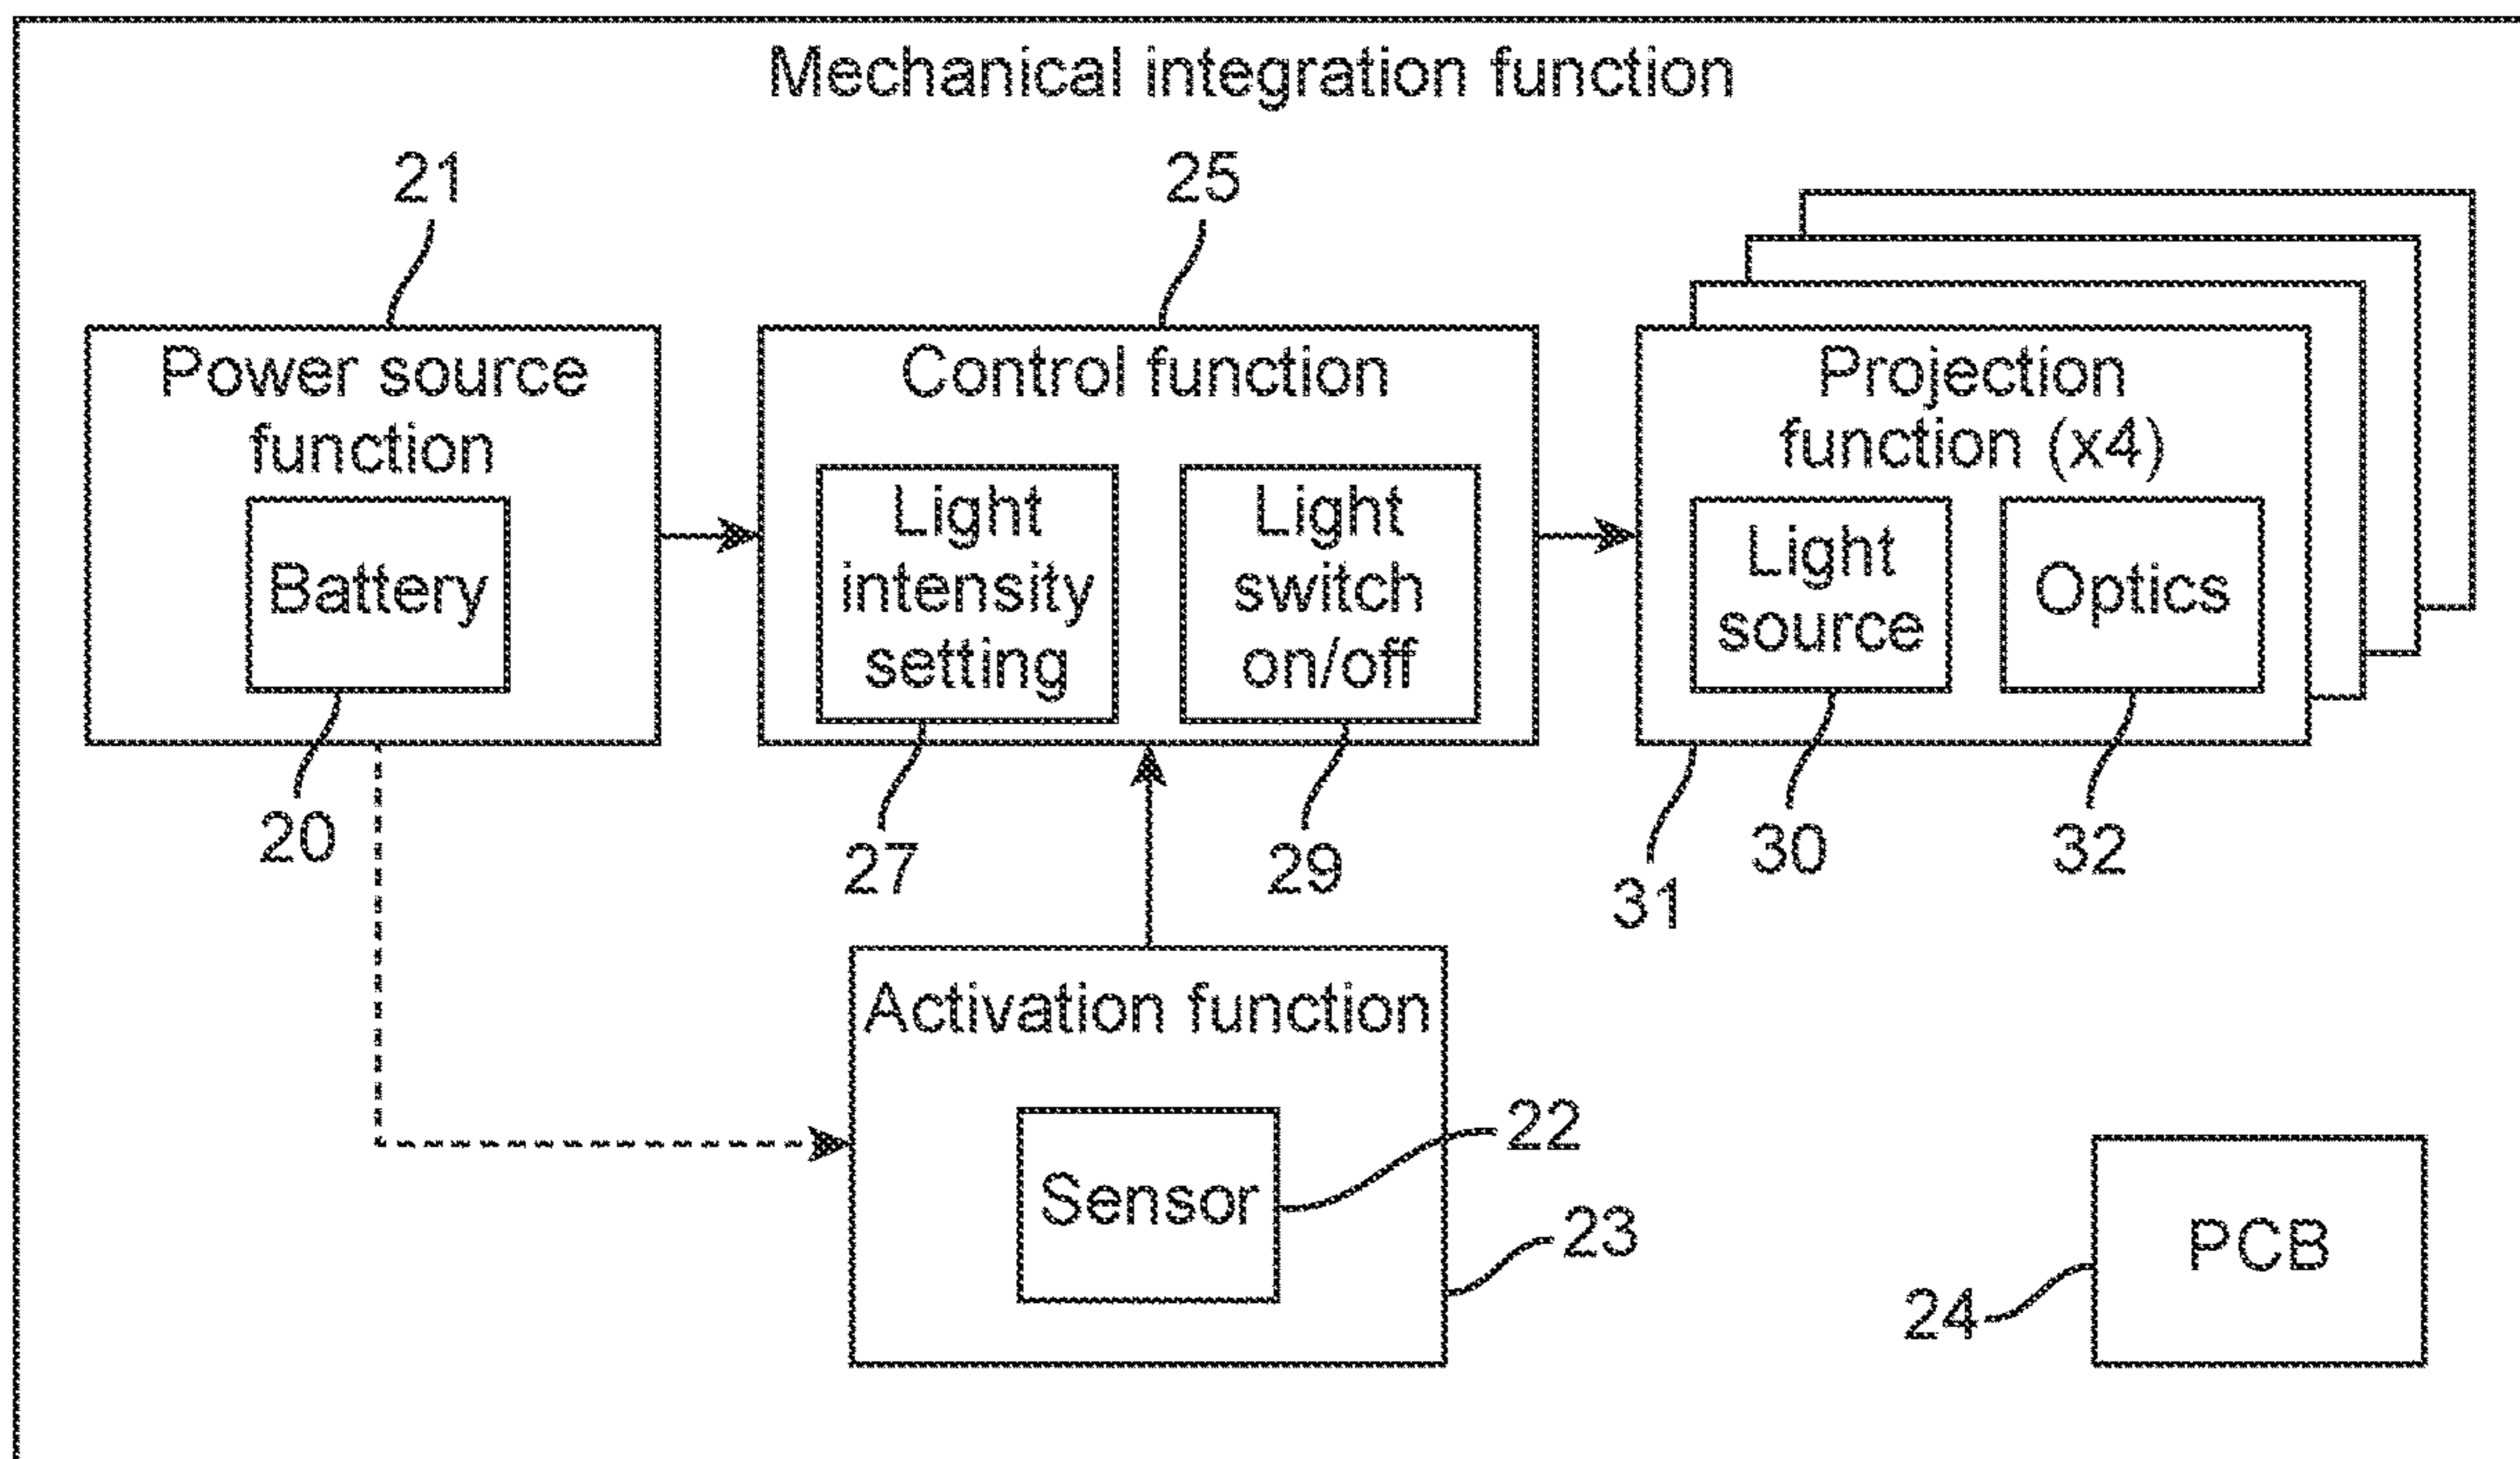 Mechanical integration function
21
25
Power source
function
Battery
20
Control function
Light
intensity
setting
Light
switch
on/off
27
29
Projection
function (x4)
Light
source
Optics
31
30
32
Activation function
Sensor
22
23
PCB
24